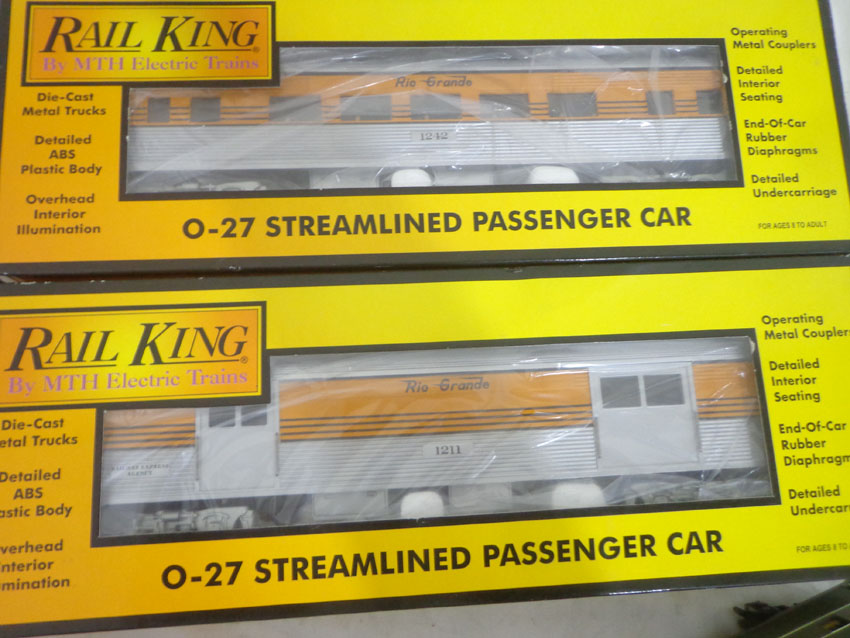 RAIL KING®
By MTH Electric Trains
Die-Cast
Metal Trucks
Detailed
ABS
Plastic Body
Overhead
Interior
Illumination
Rio Grande
1242
Operating
Metal Couplers
Detailed
Interior
Seating
End-Of-Car
Rubber
Diaphragms
Detailed
Undercarriage
O-27 STREAMLINED PASSENGER CAR
FOR AGES 8 TO ADULT
RAIL KING®
By MTH Electric Trains
Die-Cast
etal Trucks
Detailed
ABS
astic Body
verhead
nterior
mination
Rio Grande
1211
RAILWAY EXPRESS
AGENCY
Operating
Metal Coupler
Detailed
Interior
Seating
End-Of-Car
Rubber
Diaphragm
Detailed
Undercarr
O-27 STREAMLINED PASSENGER CAR
FOR AGES 8 TO